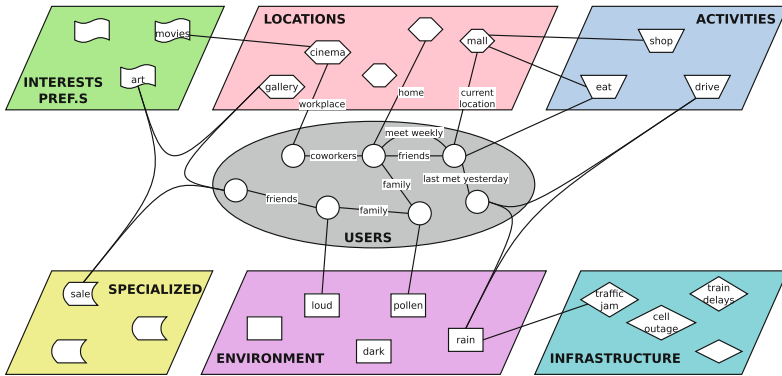 LOCATIONS
ACTIVITIES
movies
cinema
mall
shop
INTERESTS
PREF.S
art
gallery
eat
drive
workplace
home
current
location
meet weekly
coworkers
friends
last met yesterday
family
friends
family
USERS
sale
SPECIALIZED
loud
pollen
traffic
jam
train
delays
cell
outage
rain
dark
ENVIRONMENT
INFRASTRUCTURE